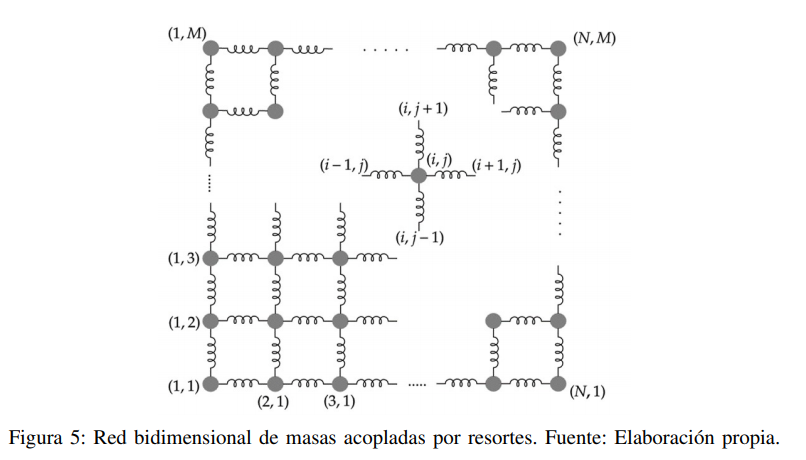 (1, M)
(N, M)
(i, j+1)
(i−1, j)
(i, j)
(i+1, j)
(i, j−1)
(1, 3)
(1, 2)
(1, 1)
(2, 1)
(3, 1)
(N, 1)
Figura 5: Red bidimensional de masas acopladas por resortes. Fuente: Elaboración propia.